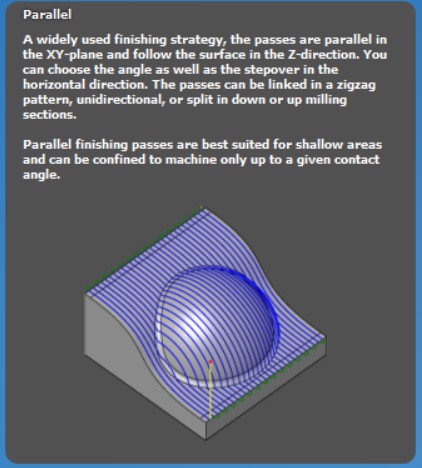 Parallel
A widely used finishing strategy, the passes are parallel in
the XY-plane and follow the surface in the Z-direction. You
can choose the angle as well as the stepover in the
horizontal direction. The passes can be linked in a zigzag
pattern, unidirectional, or split in down or up milling
sections.
Parallel finishing passes are best suited for shallow areas
and can be confined to machine only up to a given contact
angle.